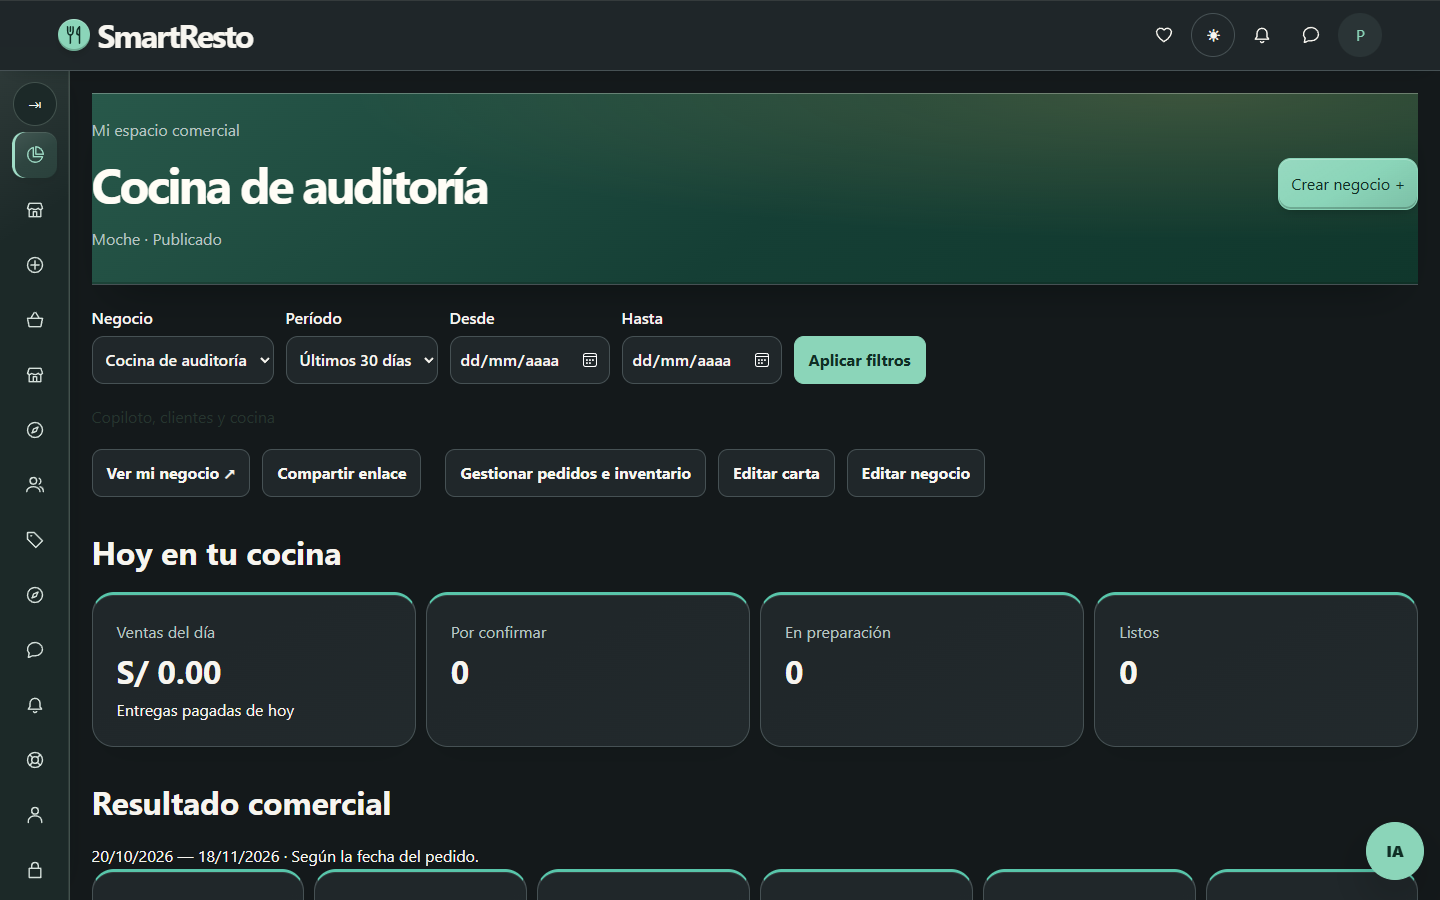 SmartResto
P
Mi espacio comercial
Cocina de auditoría
Moche · Publicado
Crear negocio +
Negocio
Período
Desde
Hasta
Cocina de auditoría
Últimos 30 días
dd/mm/aaaa
dd/mm/aaaa
Aplicar filtros
Copiloto, clientes y cocina
Ver mi negocio ↗
Compartir enlace
Gestionar pedidos e inventario
Editar carta
Editar negocio
Hoy en tu cocina
Ventas del día
S/ 0.00
Entregas pagadas de hoy
Por confirmar
0
En preparación
0
Listos
0
Resultado comercial
20/10/2026 — 18/11/2026 · Según la fecha del pedido.
IA